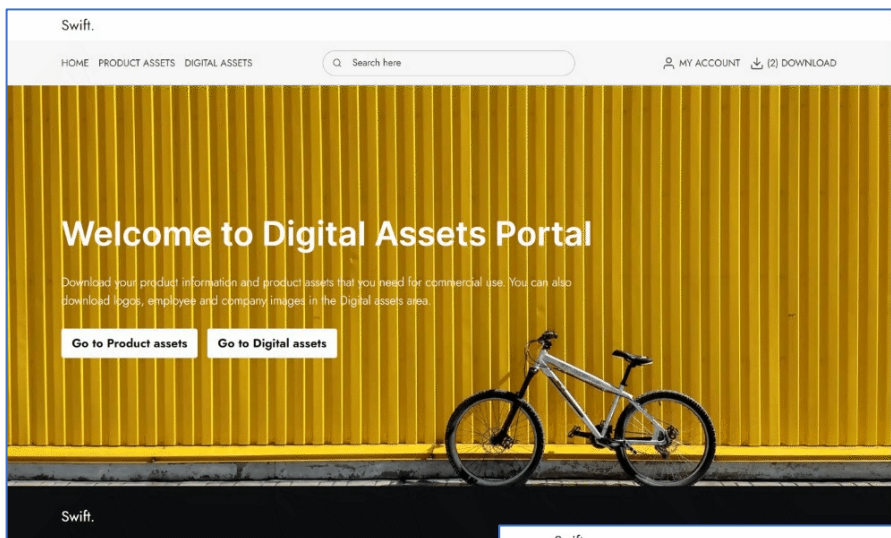 Swift.
HOME PRODUCT ASSETS DIGITAL ASSETS
Search here
MY ACCOUNT (2) DOWNLOAD
Welcome to Digital Assets Portal
Download your product information and product assets that you need for commercial use. You can also
download logos, employee and company images in the Digital assets area.
Go to Product assets
Go to Digital assets
Swift.